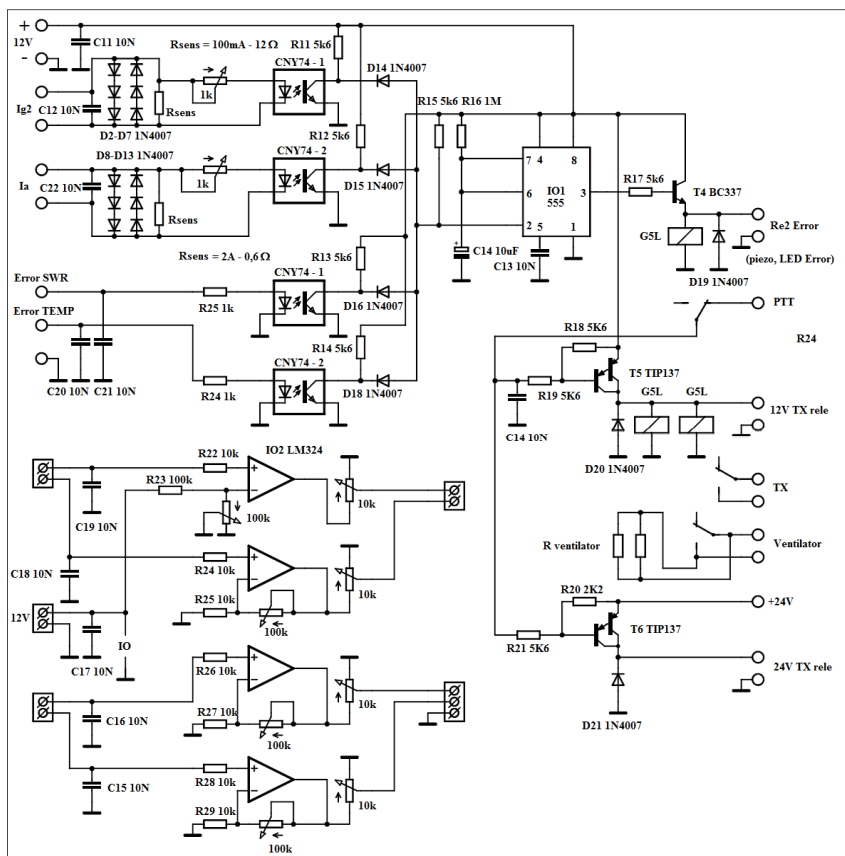 +
12V
-
C11 10N
Rsens = 100mA - 12 Ω
R11 5k6
D14 1N4007
CNY74 - 1
Ig2
C12 10N
1k
Rsens
D2-D7 1N4007
R12 5k6
R15 5k6
R16 1M
D8-D13 1N4007
CNY74 - 2
Ia
C22 10N
1k
Rsens
D15 1N4007
7
4
8
6
IO1
555
3
2
5
1
R17 5k6
T4 BC337
G5L
Re2 Error
(piezo, LED Error)
D19 1N4007
Rsens = 2A - 0,6 Ω
R13 5k6
+
C14 10uF
C13 10N
Error SWR
CNY74 - 1
R25 1k
D16 1N4007
Error TEMP
R14 5k6
CNY74 - 2
R24 1k
D18 1N4007
C20 10N
C21 10N
PTT
R24
R18 5K6
T5 TIP137
R19 5K6
C14 10N
G5L
G5L
12V TX rele
D20 1N4007
TX
R ventilator
Ventilator
R20 2K2
+24V
T6 TIP137
R21 5K6
24V TX rele
D21 1N4007
R22 10k
IO2 LM324
R23 100k
+
−
C19 10N
100k
10k
C18 10N
R24 10k
+
−
R25 10k
100k
10k
12V
C17 10N
IO
R26 10k
+
−
C16 10N
R27 10k
100k
10k
C15 10N
R28 10k
+
−
R29 10k
100k
10k